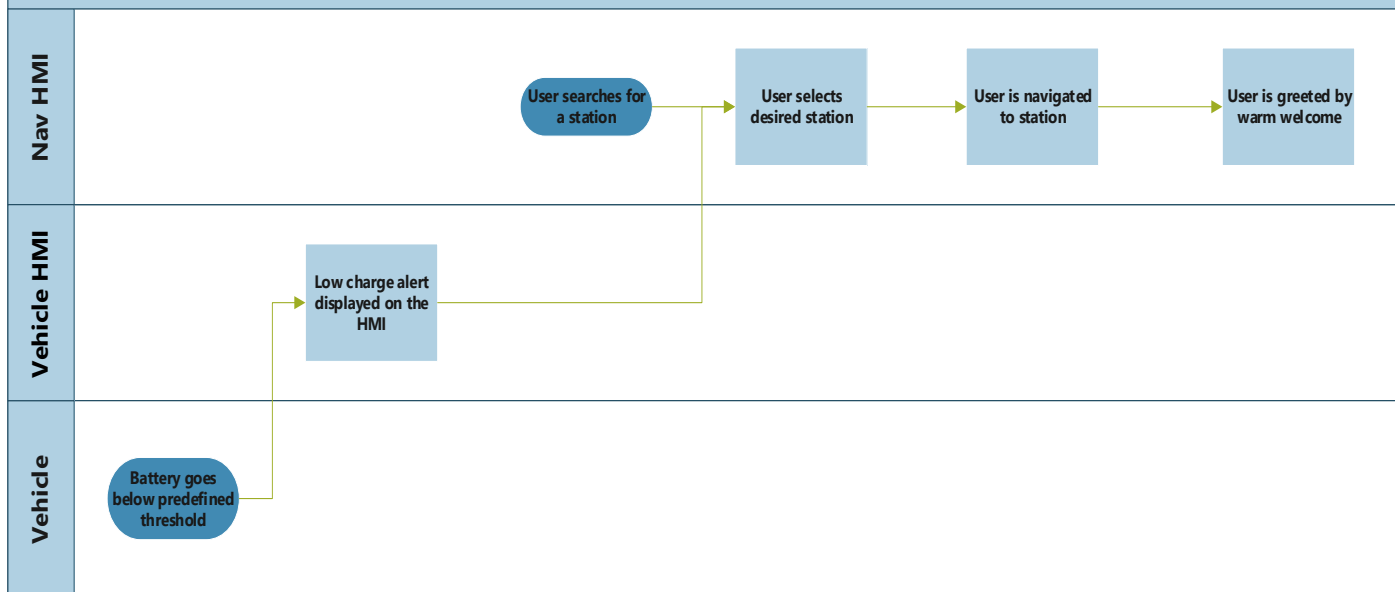 Nav HMI
User searches for
a station
User selects
desired station
User is navigated
to station
User is greeted by
warm welcome
Vehicle HMI
Low charge alert
displayed on the
HMI
Vehicle
Battery goes
below predefined
threshold